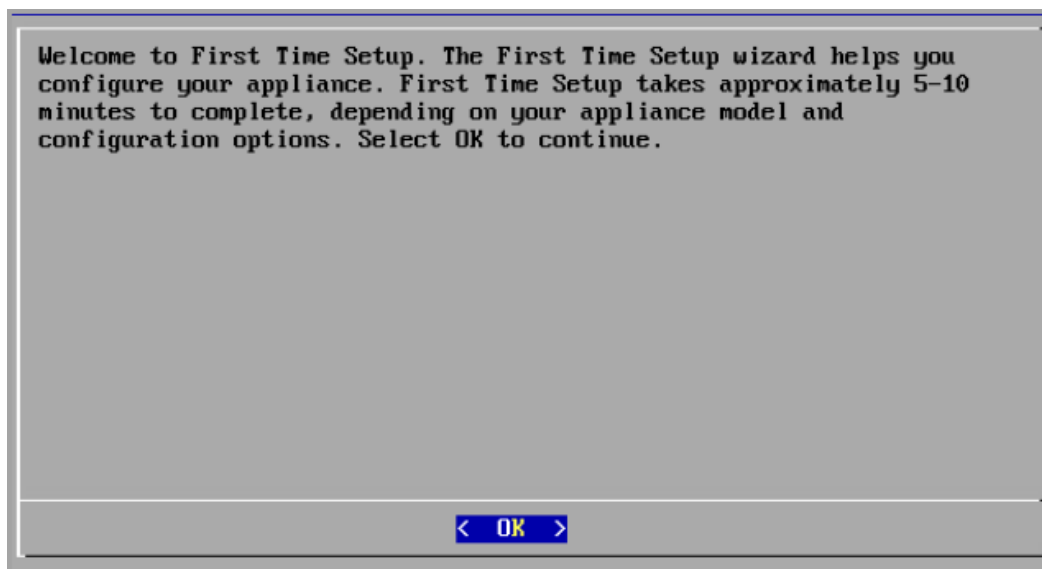 Welcome to First Time Setup. The First Time Setup wizard helps you
configure your appliance. First Time Setup takes approximately 5-10
minutes to complete, depending on your appliance model and
configuration options. Select OK to continue.
< OK >